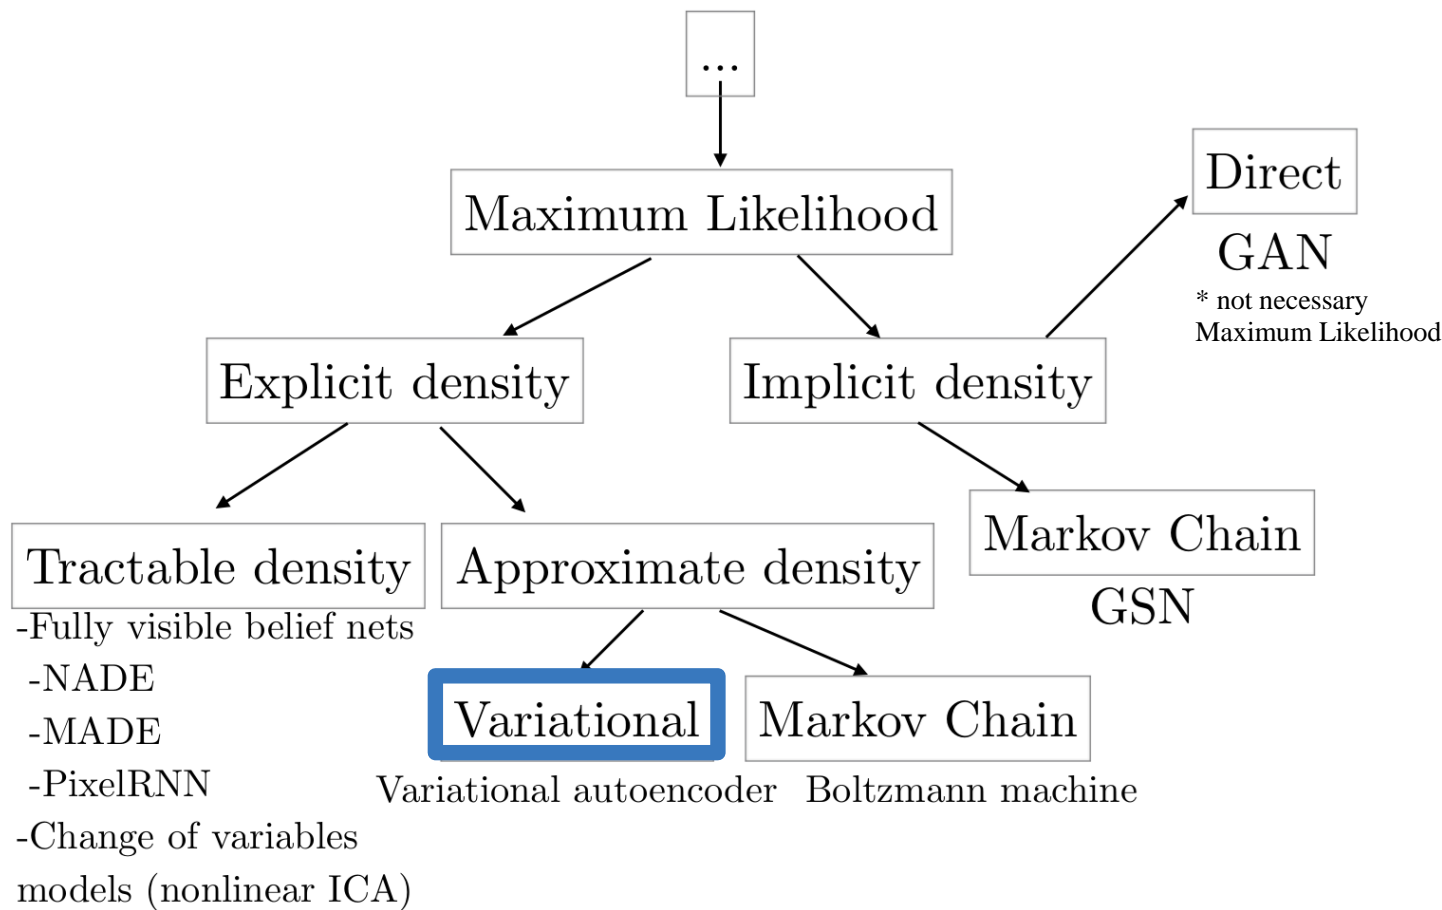 ...
Maximum Likelihood
Direct
GAN
* not necessary
Maximum Likelihood
Explicit density
Implicit density
Tractable density
-Fully visible belief nets
-NADE
-MADE
-PixelRNN
-Change of variables
models (nonlinear ICA)
Approximate density
Variational
Variational autoencoder
Markov Chain
Boltzmann machine
Markov Chain
GSN